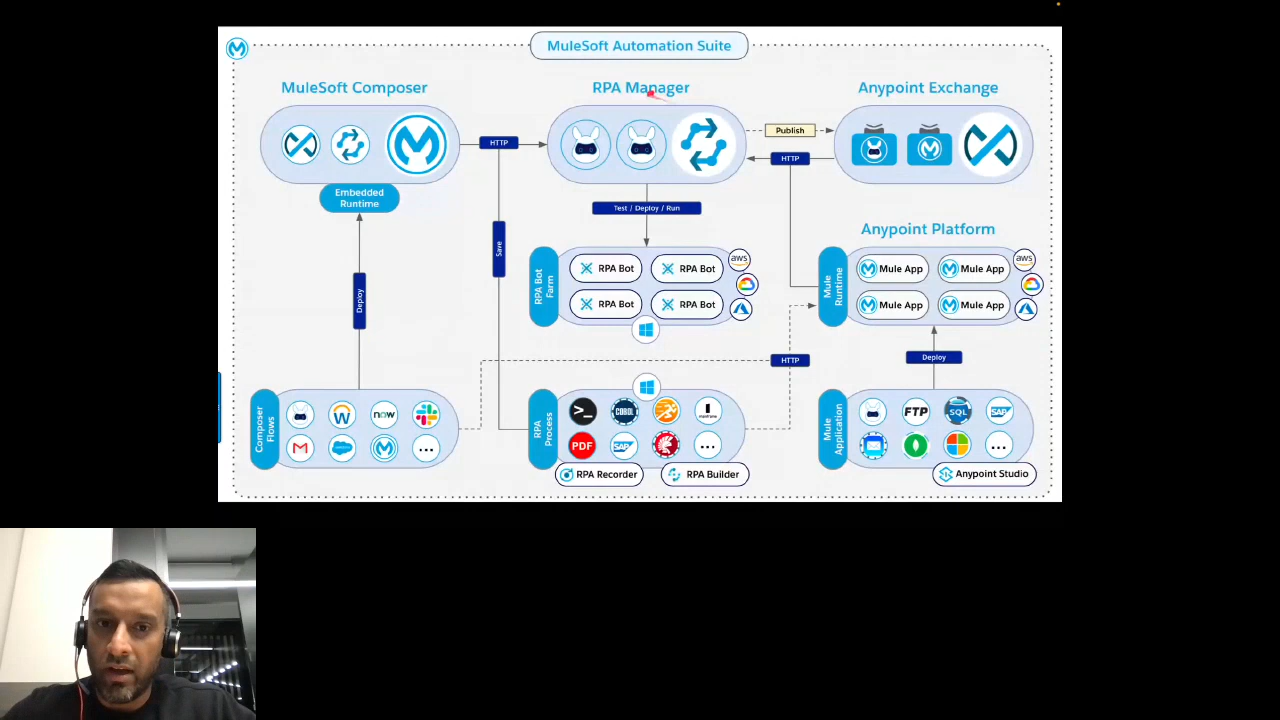 MuleSoft Automation Suite
MuleSoft Composer
RPA Manager
Anypoint Exchange
HTTP
Publish
HTTP
Embedded
Runtime
Test / Deploy / Run
Save
Anypoint Platform
RPA Bot
Farm
RPA Bot
RPA Bot
RPA Bot
RPA Bot
aws
Mule
Runtime
Mule App
Mule App
Mule App
Mule App
aws
Deploy
HTTP
Deploy
Composer
Flows
W
now
M
...
RPA
Process
>_
COBOL
mainframe
PDF
SAP
...
RPA Recorder
RPA Builder
Mule
Application
FTP
SQL
SAP
...
Anypoint Studio